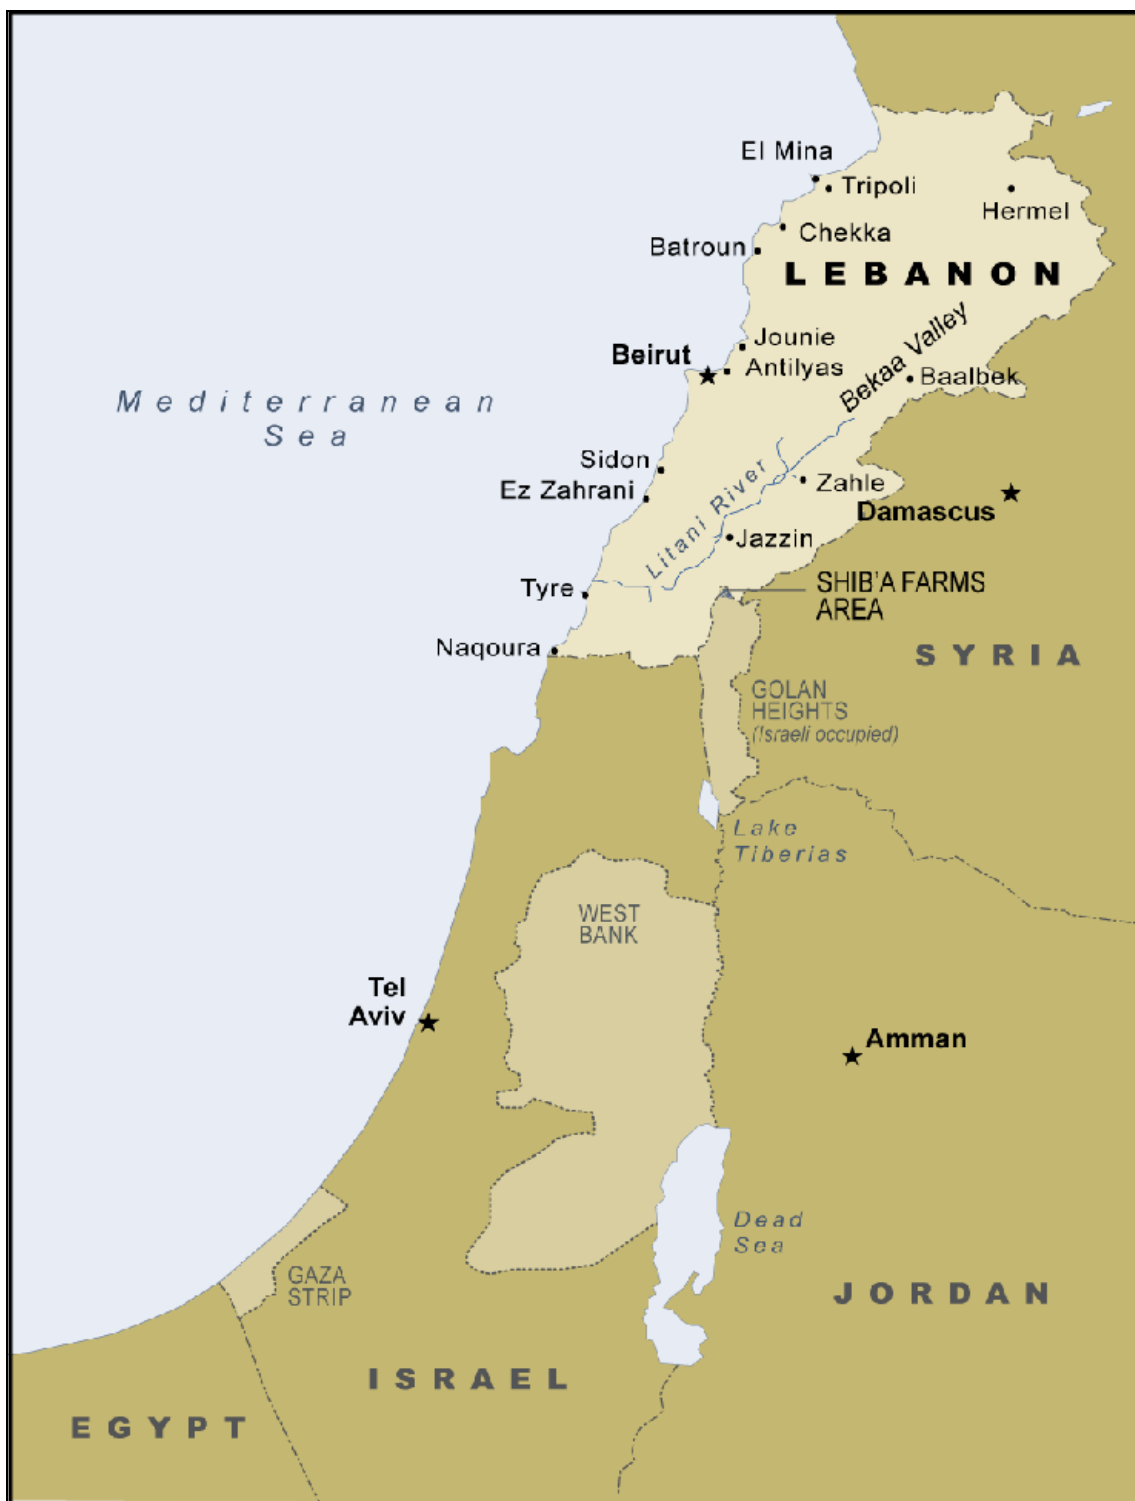 El Mina
Tripoli
Hermel
Chekka
Batroun
LEBANON
Jounie
Beirut
Antilyas
Bekaa Valley
Baalbek
Mediterranean
Sea
Sidon
Zahle
Ez Zahrani
Litani River
Damascus
Jazzin
Tyre
SHIB'A FARMS
AREA
Naqoura
SYRIA
GOLAN
HEIGHTS
(Israeli occupied)
Lake
Tiberias
WEST
BANK
Tel
Aviv
Amman
Dead
Sea
GAZA
STRIP
JORDAN
ISRAEL
EGYPT